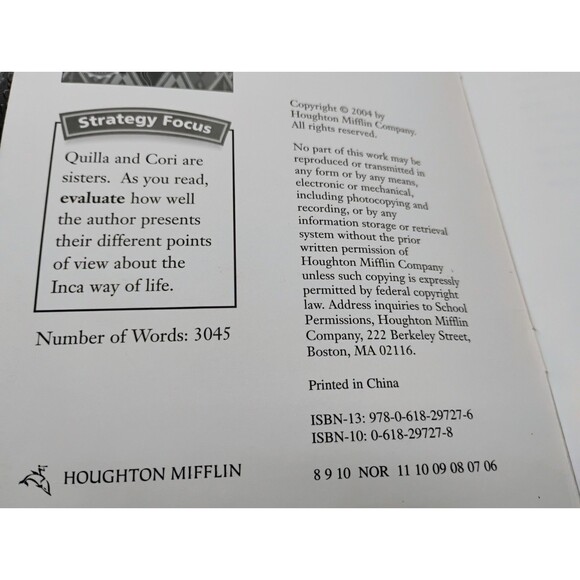 Strategy Focus
Quilla and Cori are
sisters. As you read,
evaluate how well
the author presents
their different points
of view about the
Inca way of life.
Number of Words: 3045
HOUGHTON MIFFLIN
Copyright © 2004 by
Houghton Mifflin Company.
All rights reserved.
No part of this work may be
reproduced or transmitted in
any form or by any means,
electronic or mechanical,
including photocopying and
recording, or by any
information storage or retrieval
system without the prior
written permission of
Houghton Mifflin Company
unless such copying is expressly
permitted by federal copyright
law. Address inquiries to School
Permissions, Houghton Mifflin
Company, 222 Berkeley Street,
Boston, MA 02116.
Printed in China
ISBN-13: 978-0-618-29727-6
ISBN-10: 0-618-29727-8
8 9 10 NOR 11 10 09 08 07 06